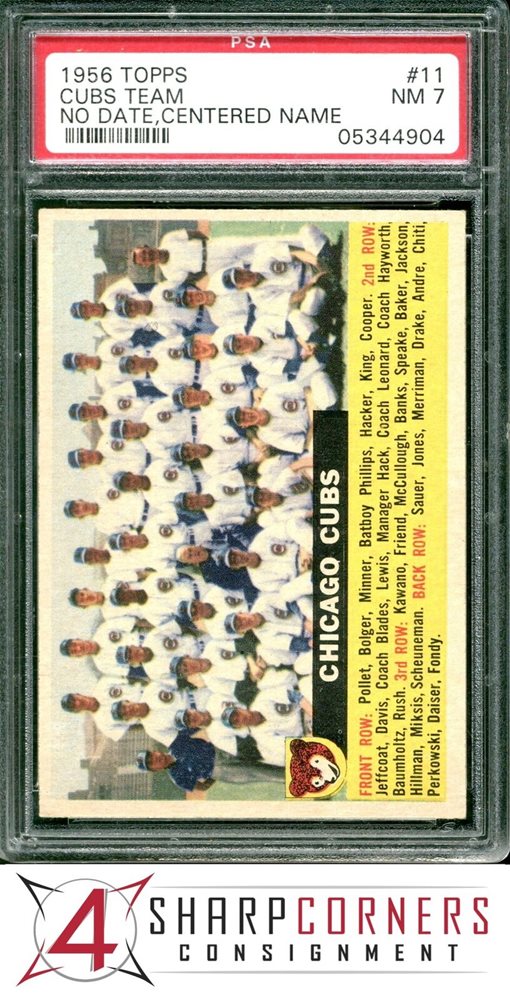 PSA
1956 TOPPS #11
CUBS TEAM NM 7
NO DATE,CENTERED NAME
05344904
CHICAGO CUBS
FRONT ROW: Pollet, Bolger, Minner, Batboy Phillips, Hacker, King, Cooper. 2nd ROW:
Jeffcoat, Davis, Coach Blades, Lewis, Manager Hack, Coach Leonard, Coach Hayworth,
Baumholtz, Rush. 3rd ROW: Kawano, Friend, McCullough, Banks, Speake, Baker, Jackson,
Hillman, Miksis, Scheuneman. BACK ROW: Sauer, Jones, Merriman, Drake, Andre, Chiti,
Perkowski, Daiser, Fondy.
4 SHARPCORNERS
CONSIGNMENT